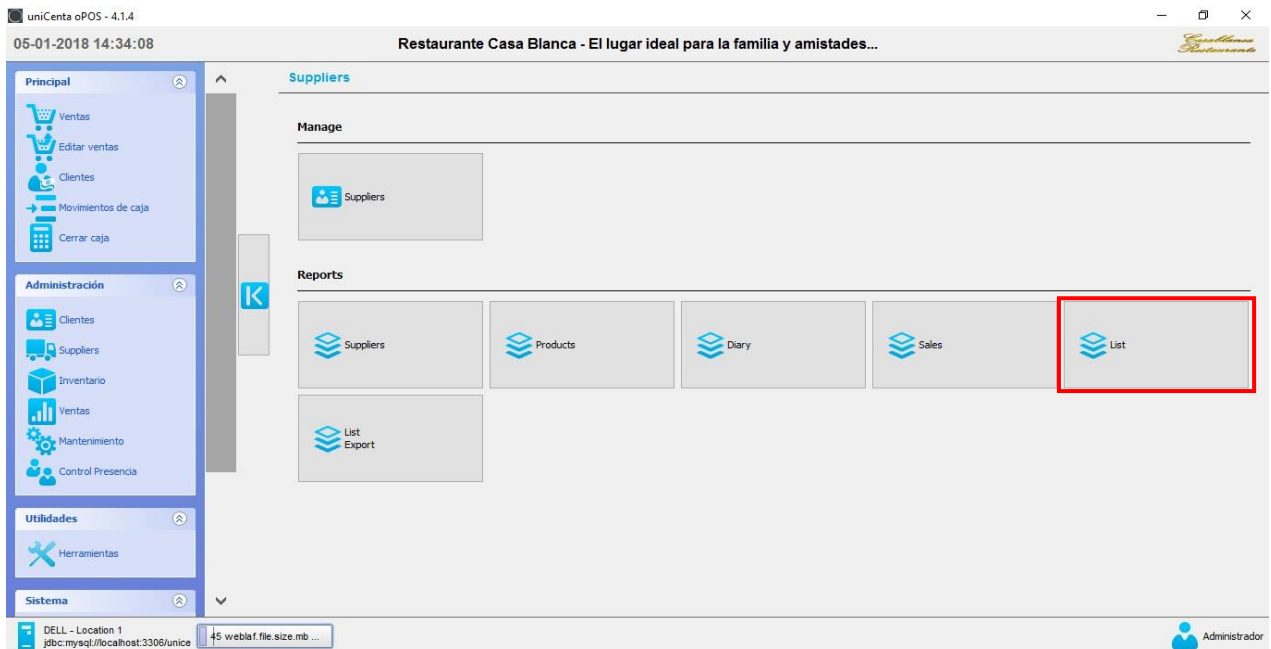 uniCenta oPOS - 4.1.4
05-01-2018 14:34:08
Restaurante Casa Blanca - El lugar ideal para la familia y amistades...
Casablanca
Restaurante
Principal
Ventas
Editar ventas
Clientes
Movimientos de caja
Cerrar caja
Administración
Clientes
Suppliers
Inventario
Ventas
Mantenimiento
Control Presencia
Utilidades
Herramientas
Sistema
Suppliers
Manage
Suppliers
Reports
Suppliers
Products
Diary
Sales
List
List
Export
DELL - Location 1
jdbc:mysql://localhost:3306/unice
45 weblaf.file.size.mb ...
Administrador